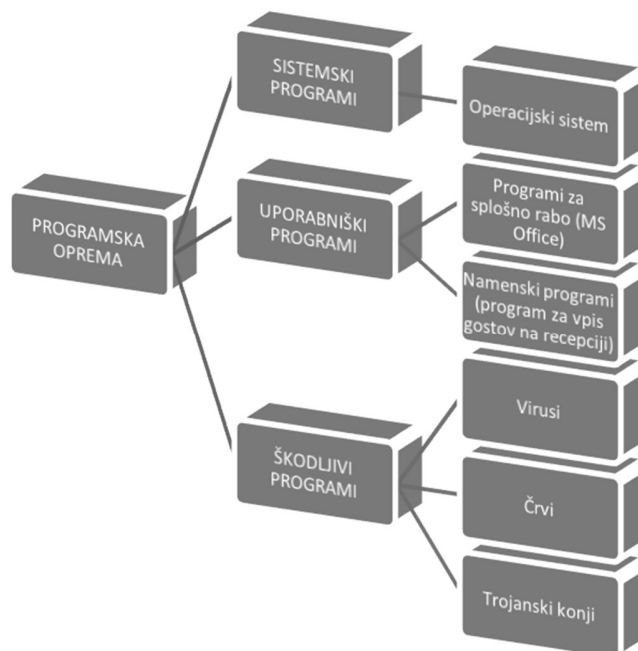 PROGRAMSKA
OPREMA
SISTEMSKI
PROGRAMI
Operacijski sistem
UPORABNIŠKI
PROGRAMI
Programi za
splošno rabo (MS
Office)
Namenski programi
(program za vpis
gostov na recepciji)
ŠKODLJIVI
PROGRAMI
Virusi
Črvi
Trojanski konji